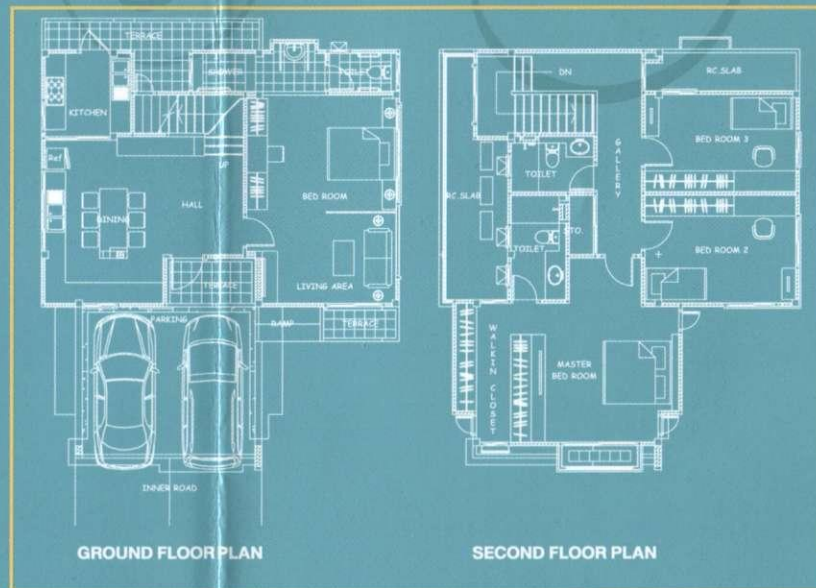 TERRACE
SHOWER
TOILET
KITCHEN
Ref
UP
HALL
BED ROOM
DINING
LIVING AREA
TERRACE
PARKING
RAMP
TERRACE
INNER ROAD
GROUND FLOOR PLAN
DN
RC.SLAB
GALLERY
BED ROOM 3
TOILET
RC.SLAB
STO.
TOILET
BED ROOM 2
WALKIN CLOSET
MASTER
BED ROOM
SECOND FLOOR PLAN